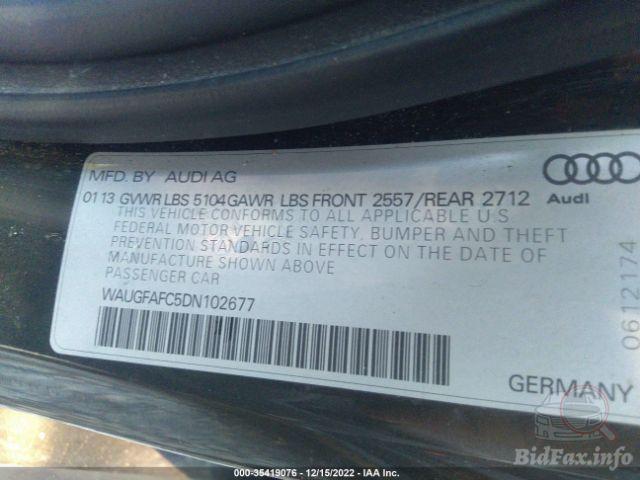 MFD. BY AUDI AG
01 13 GVWR LBS 5104 GAWR LBS FRONT 2557/REAR 2712
THIS VEHICLE CONFORMS TO ALL APPLICABLE U S
FEDERAL MOTOR VEHICLE SAFETY, BUMPER AND THEFT
PREVENTION STANDARDS IN EFFECT ON THE DATE OF
MANUFACTURE SHOWN ABOVE
PASSENGER CAR
WAUGFAFC5DN102677
Audi
0612174
GERMANY
BidFax.info
000-35419076 - 12/15/2022 - IAA Inc.